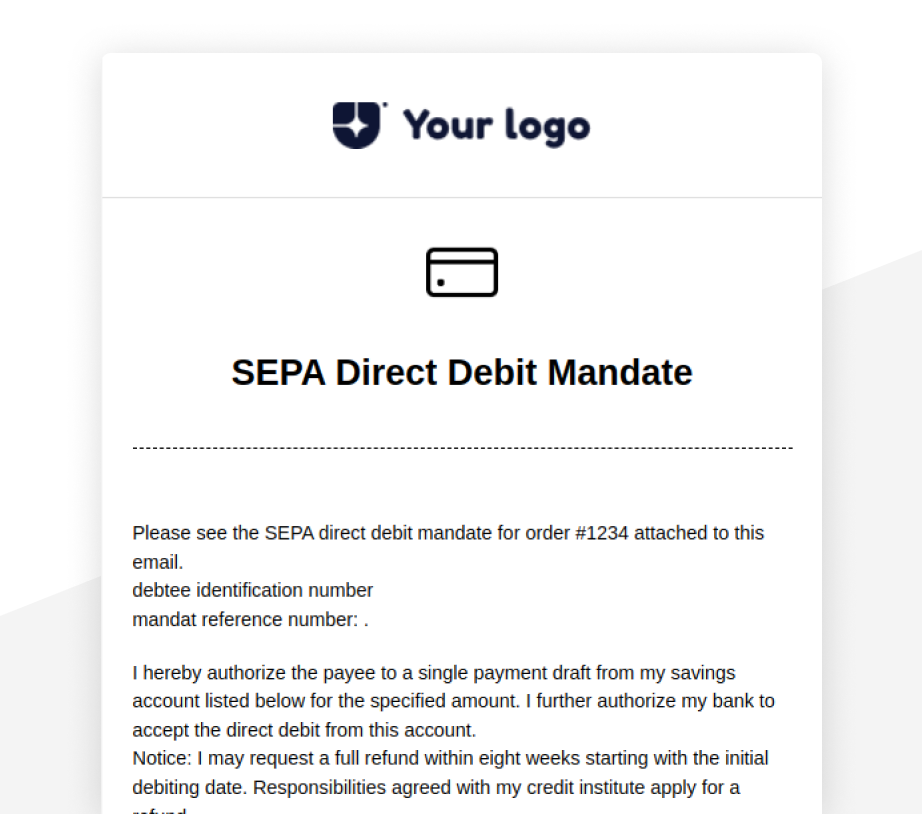 Your logo
SEPA Direct Debit Mandate
Please see the SEPA direct debit mandate for order #1234 attached to this
email.
debtee identification number
mandat reference number: .
I hereby authorize the payee to a single payment draft from my savings
account listed below for the specified amount. I further authorize my bank to
accept the direct debit from this account.
Notice: I may request a full refund within eight weeks starting with the initial
debiting date. Responsibilities agreed with my credit institute apply for a